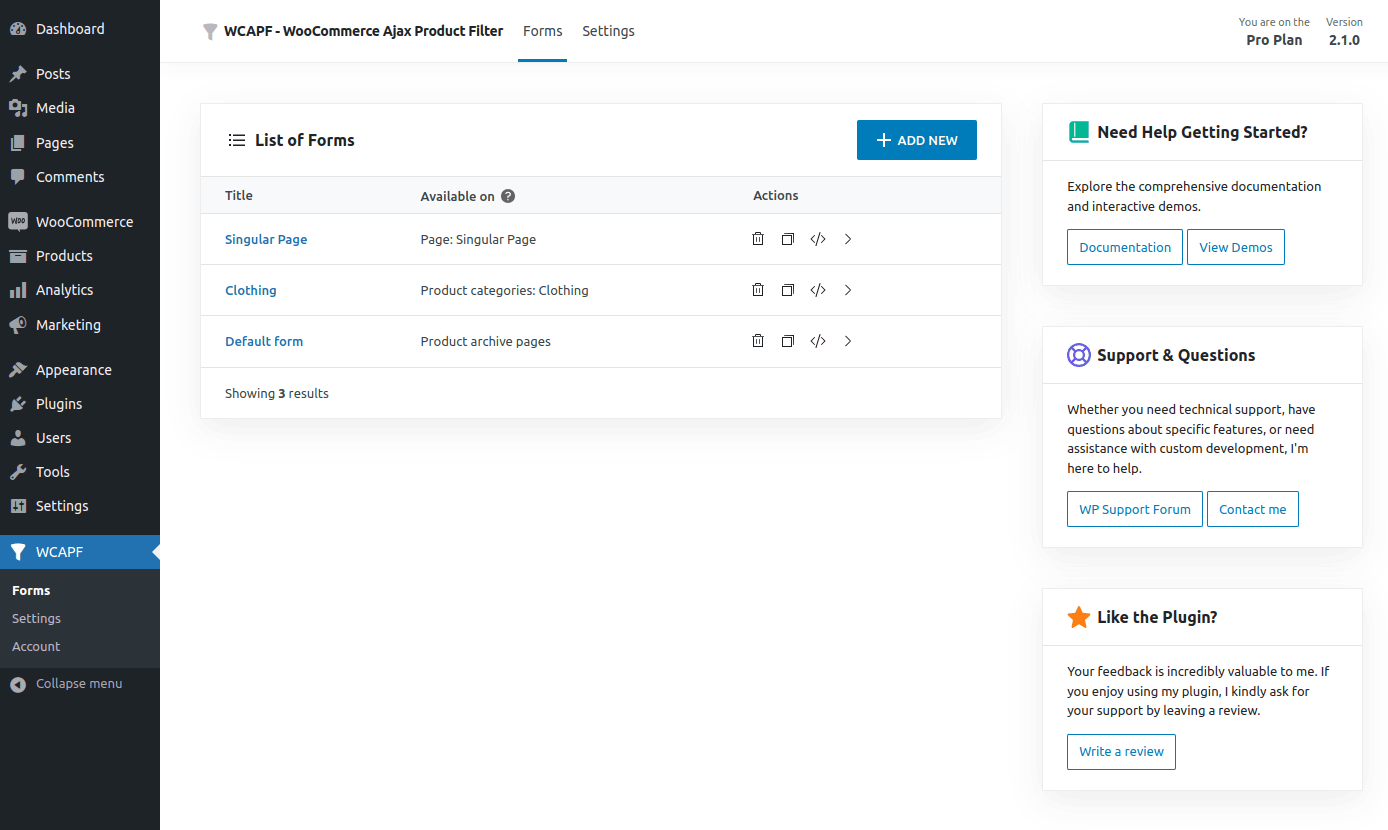 Dashboard
Posts
Media
Pages
Comments
WOO
WooCommerce
Products
Analytics
Marketing
Appearance
Plugins
Users
Tools
Settings
WCAPF
Forms
Settings
Account
Collapse menu
WCAPF - WooCommerce Ajax Product Filter
Forms
Settings
You are on the
Pro Plan
Version
2.1.0
List of Forms
ADD NEW
Title
Available on ?
Actions
Singular Page
Page: Singular Page
</>
Clothing
Product categories: Clothing
</>
Default form
Product archive pages
</>
Showing 3 results
Need Help Getting Started?
Explore the comprehensive documentation
and interactive demos.
Documentation
View Demos
Support & Questions
Whether you need technical support, have
questions about specific features, or need
assistance with custom development, I'm
here to help.
WP Support Forum
Contact me
Like the Plugin?
Your feedback is incredibly valuable to me. If
you enjoy using my plugin, I kindly ask for
your support by leaving a review.
Write a review